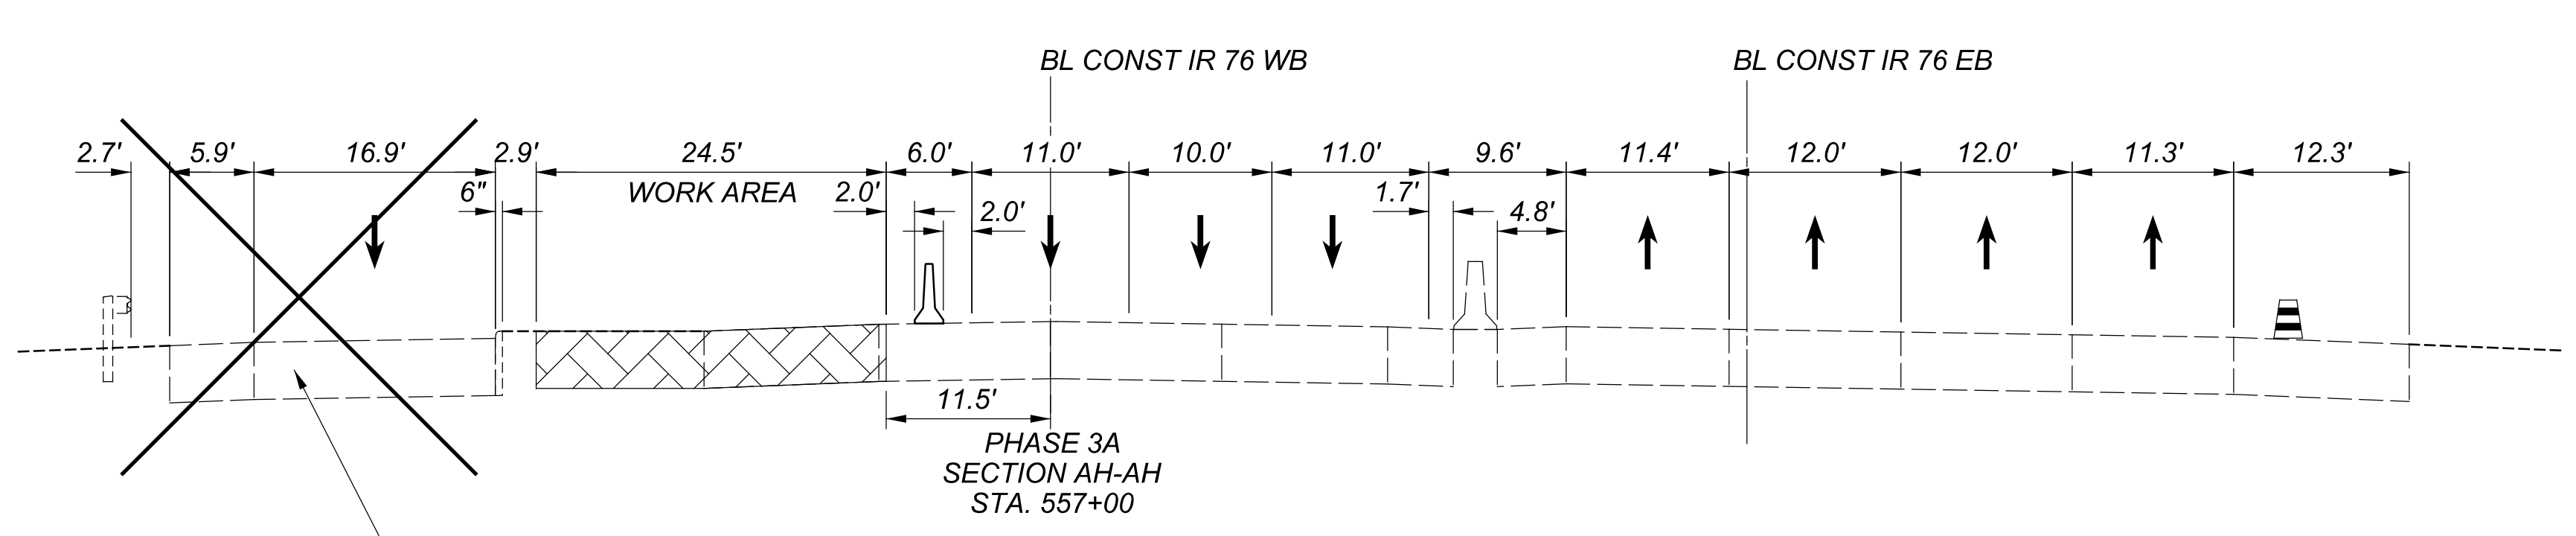 BL CONST IR 76 WB
BL CONST IR 76 EB
2.7' 5.9' 16.9' 2.9' 24.5' 6.0' 11.0' 10.0' 11.0' 9.6' 11.4' 12.0' 12.0' 11.3' 12.3'
6" WORK AREA 2.0' 2.0' 1.7' 4.8'
11.5'
PHASE 3A
SECTION AH-AH
STA. 557+00